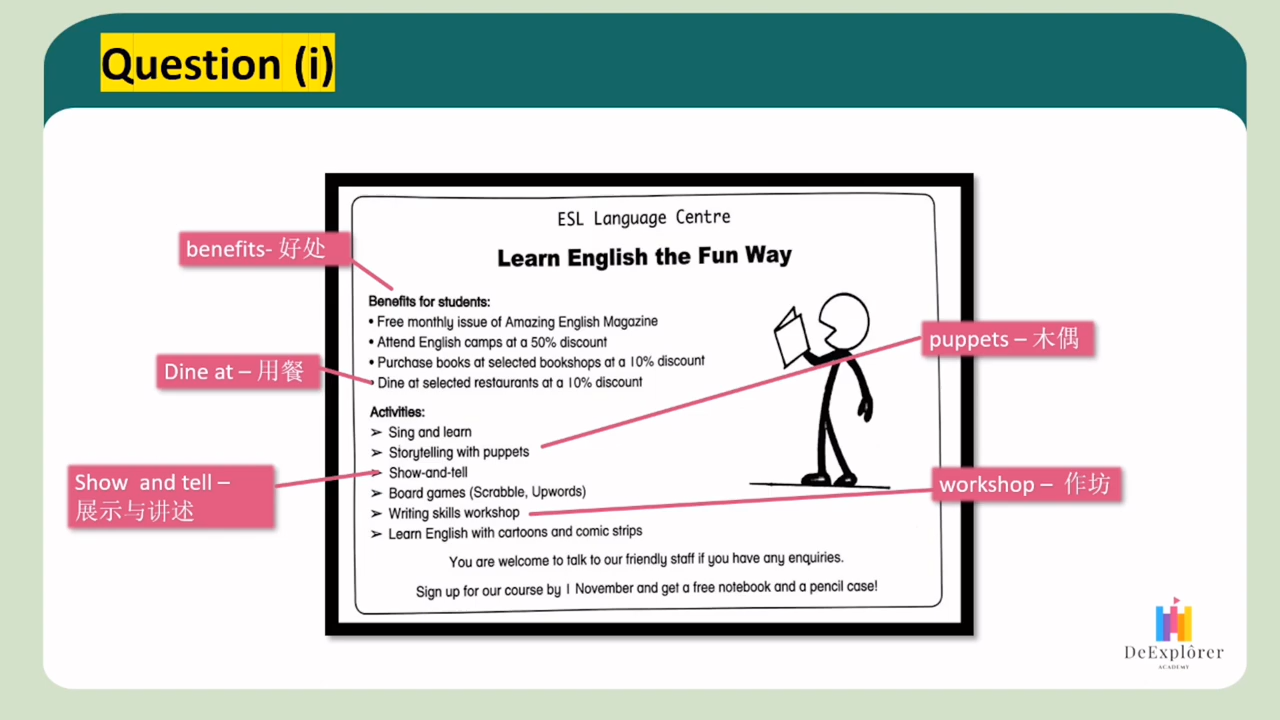 Question (i)
ESL Language Centre
Learn English the Fun Way
benefits- 好处
Benefits for students:
• Free monthly issue of Amazing English Magazine
• Attend English camps at a 50% discount
• Purchase books at selected bookshops at a 10% discount
• Dine at selected restaurants at a 10% discount
Dine at – 用餐
puppets – 木偶
Activities:
➢ Sing and learn
➢ Storytelling with puppets
➢ Show-and-tell
➢ Board games (Scrabble, Upwords)
➢ Writing skills workshop
➢ Learn English with cartoons and comic strips
Show and tell –
展示与讲述
workshop – 作坊
You are welcome to talk to our friendly staff if you have any enquiries.
Sign up for our course by 1 November and get a free notebook and a pencil case!
DeExplôrer
ACADEMY